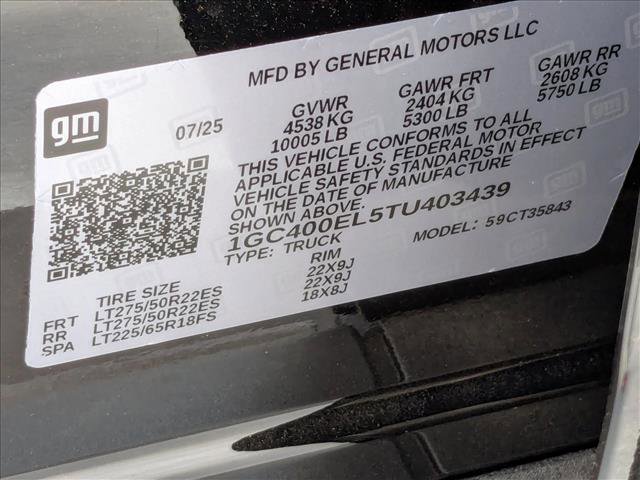 MFD BY GENERAL MOTORS LLC
gm
07/25
GVWR GAWR FRT GAWR RR
4538 KG 2404 KG 2608 KG
10005 LB 5300 LB 5750 LB
THIS VEHICLE CONFORMS TO ALL
APPLICABLE U.S. FEDERAL MOTOR
VEHICLE SAFETY STANDARDS IN EFFECT
ON THE DATE OF MANUFACTURE
SHOWN ABOVE.
1GC400EL5TU403439
TYPE: TRUCK MODEL: 59CT35843
TIRE SIZE RIM
FRT LT275/50R22ES 22X9J
RR LT275/50R22ES 22X9J
SPA LT225/65R18FS 18X8J